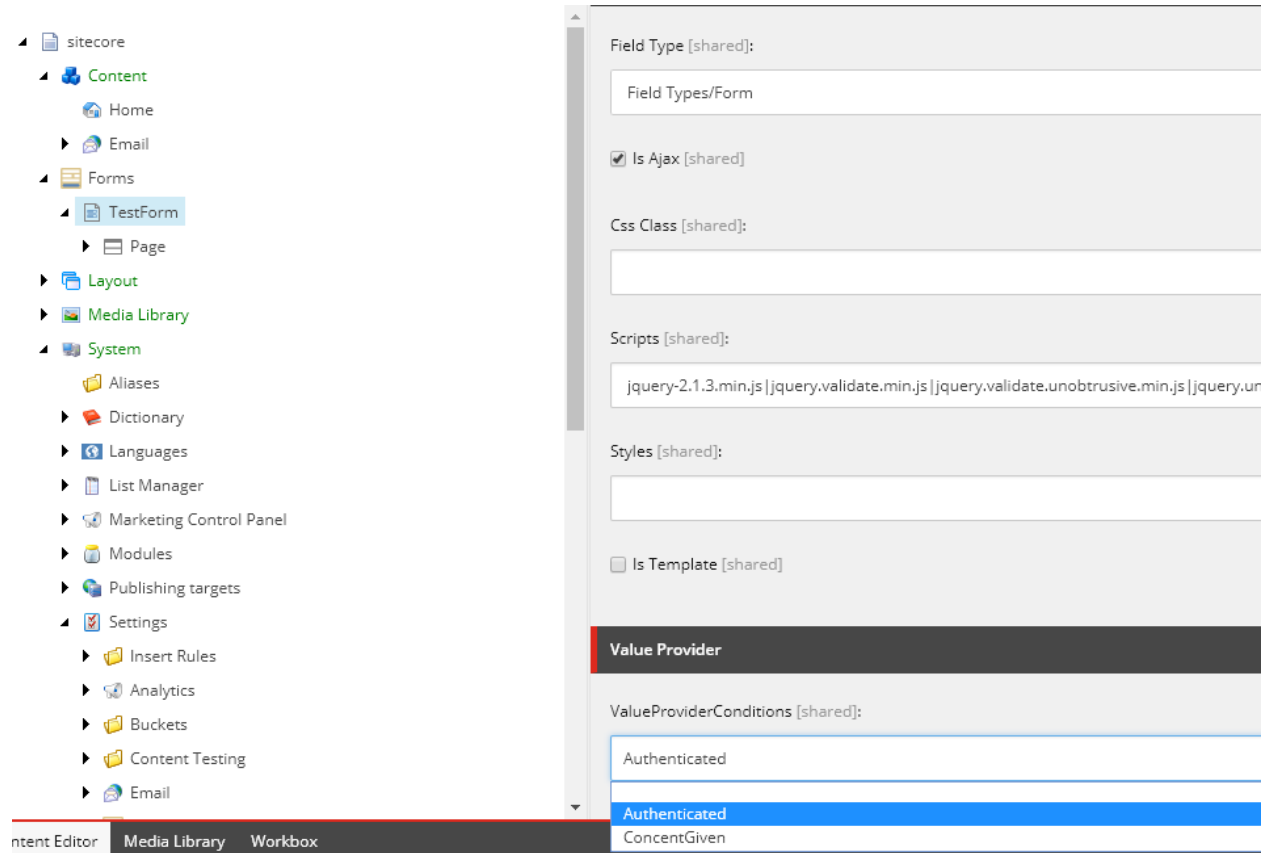 sitecore
Content
Home
Email
Forms
TestForm
Page
Layout
Media Library
System
Aliases
Dictionary
Languages
List Manager
Marketing Control Panel
Modules
Publishing targets
Settings
Insert Rules
Analytics
Buckets
Content Testing
Email
ntent Editor Media Library Workbox
Field Type [shared]:
Field Types/Form
Is Ajax [shared]
Css Class [shared]:
Scripts [shared]:
jquery-2.1.3.min.js|jquery.validate.min.js|jquery.validate.unobtrusive.min.js|jquery.un
Styles [shared]:
Is Template [shared]
Value Provider
ValueProviderConditions [shared]:
Authenticated
Authenticated
ConcentGiven